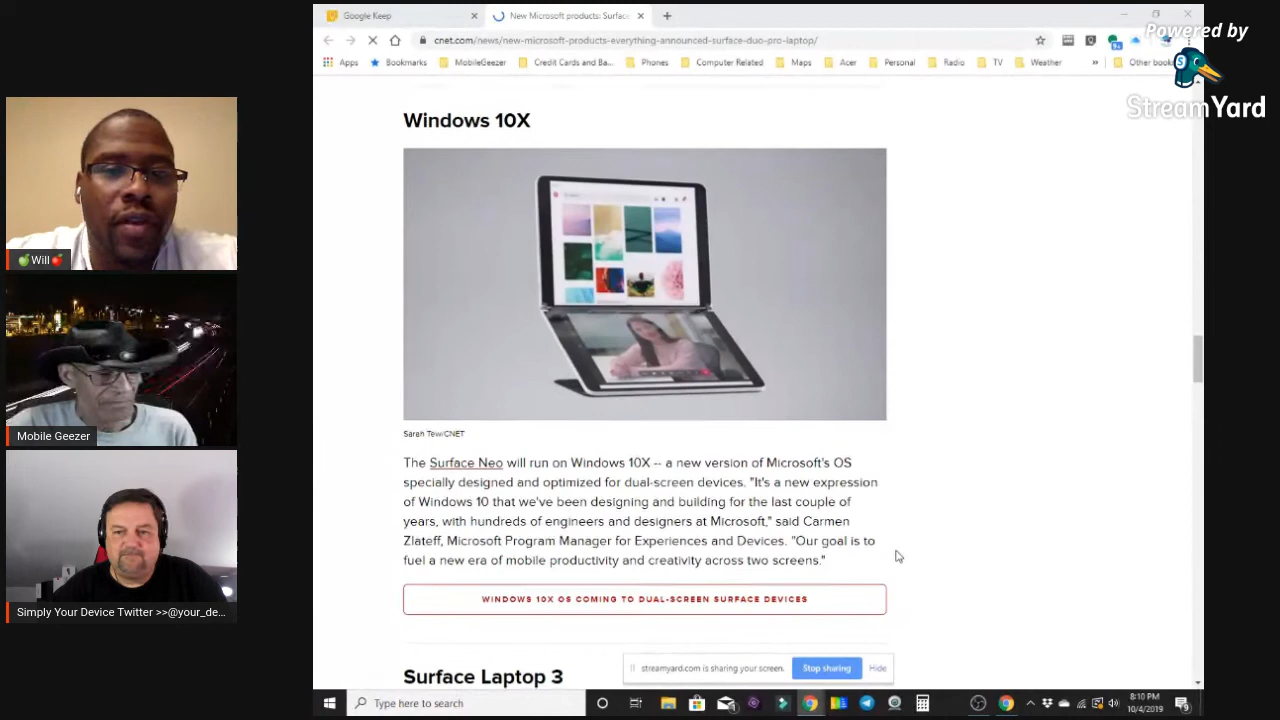 Google Keep
New Microsoft products: Surfac
cnet.com/news/new-microsoft-products-everything-announced-surface-duo-pro-laptop/
Apps Bookmarks MobileGeezer Credit Cards and Ba... Phones Computer Related Maps Acer Personal Radio TV Weather » Other book
Powered by
StreamYard
Windows 10X
Sarah Tew/CNET
The Surface Neo will run on Windows 10X -- a new version of Microsoft's OS
specially designed and optimized for dual-screen devices. "It's a new expression
of Windows 10 that we've been designing and building for the last couple of
years, with hundreds of engineers and designers at Microsoft," said Carmen
Zlateff, Microsoft Program Manager for Experiences and Devices. "Our goal is to
fuel a new era of mobile productivity and creativity across two screens."
WINDOWS 10X OS COMING TO DUAL-SCREEN SURFACE DEVICES
Surface Laptop 3
streamyard.com is sharing your screen. Stop sharing Hide
Type here to search
8:10 PM
10/4/2019
🍏Will🍎
Mobile Geezer
Simply Your Device Twitter >>@your_de...